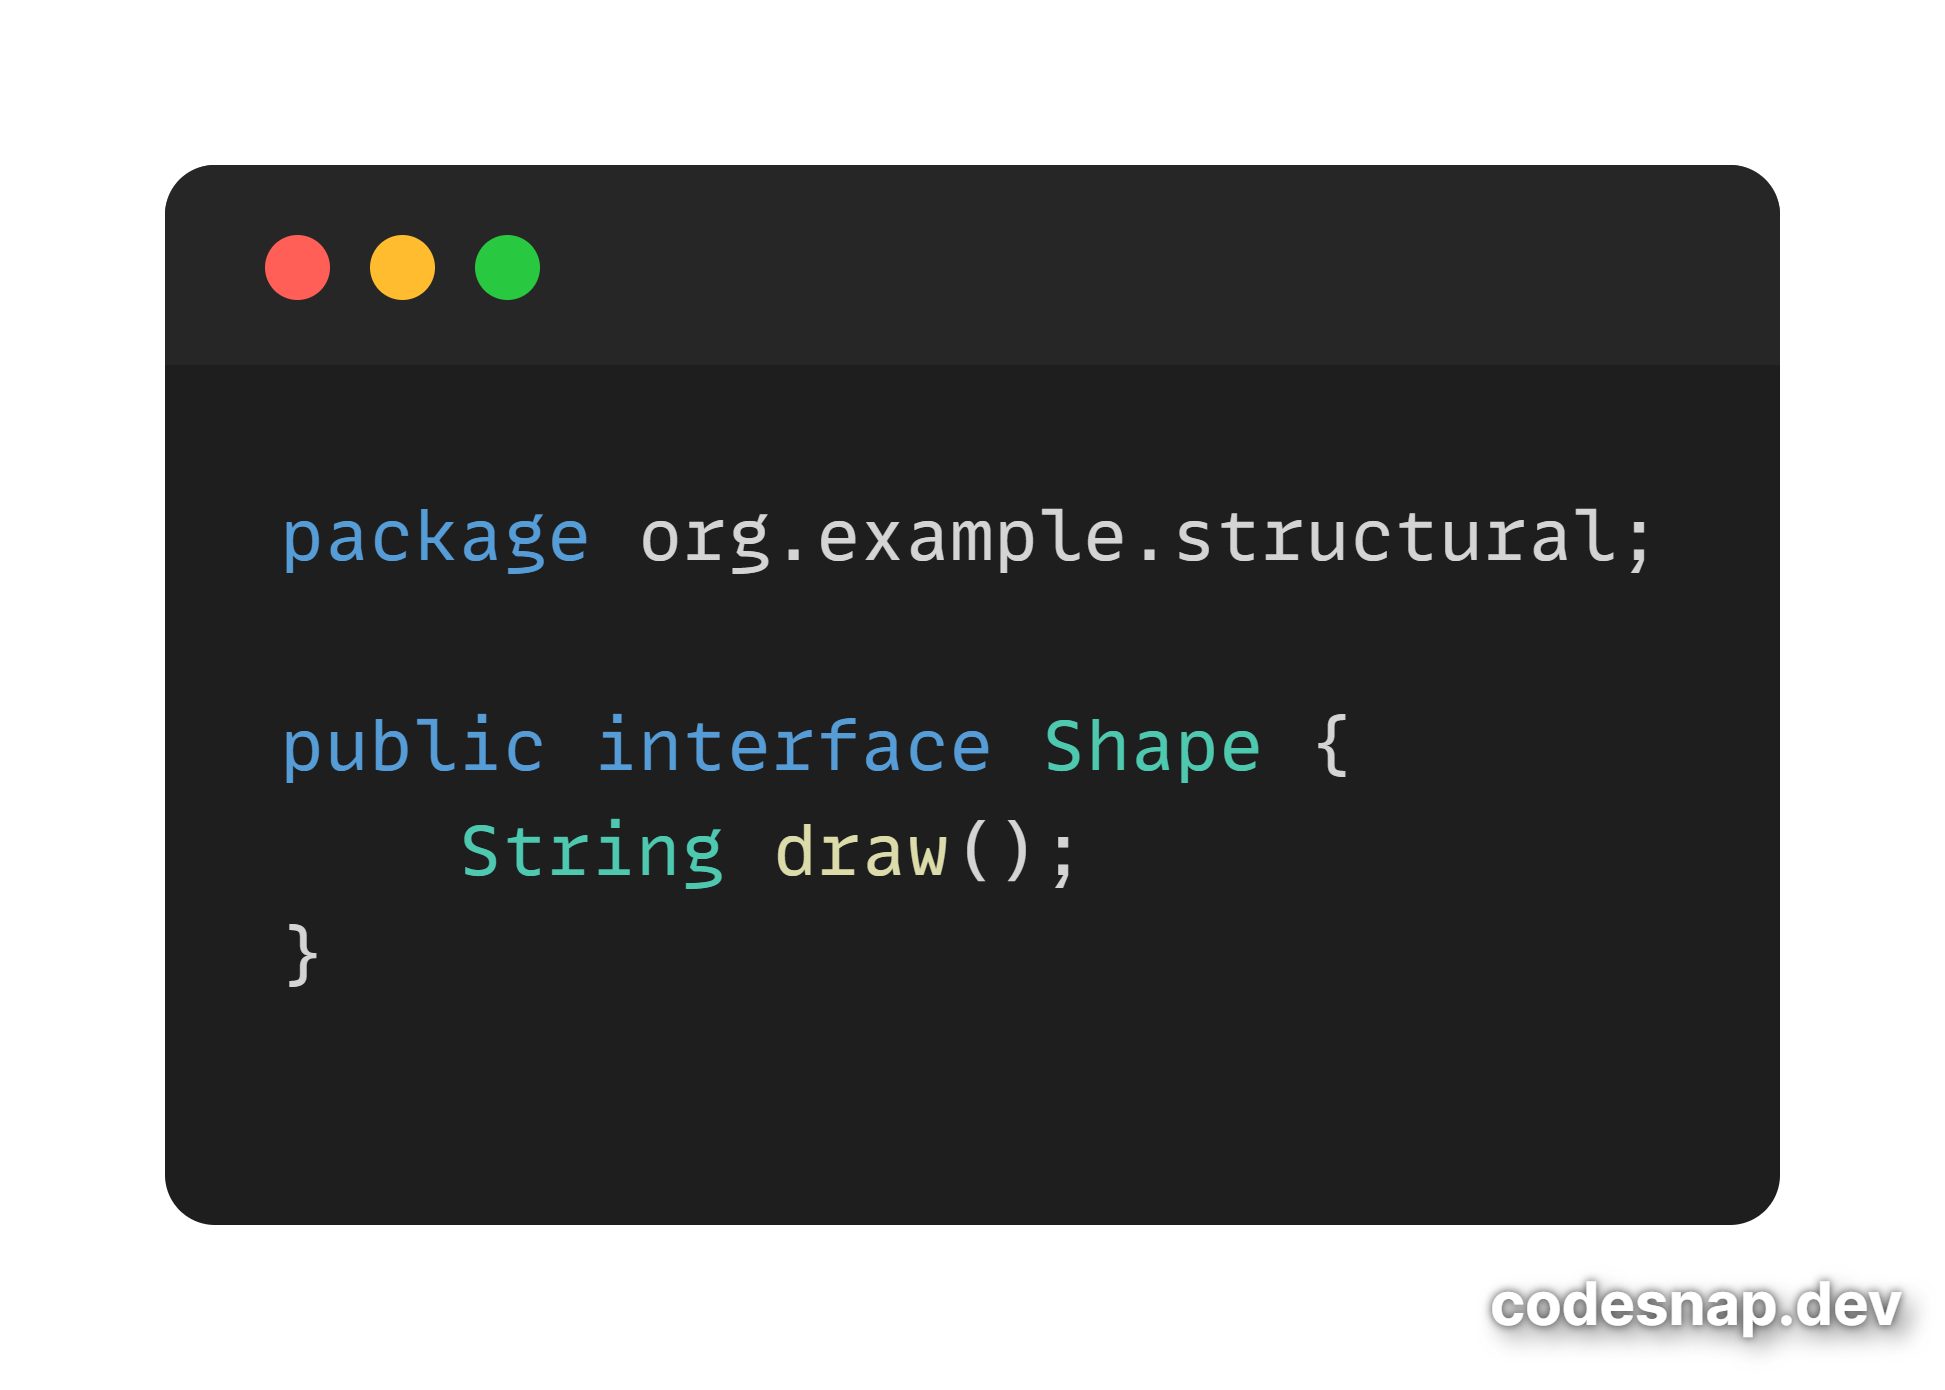 package org.example.structural;
public interface Shape {
    String draw();
}
codesnap.dev